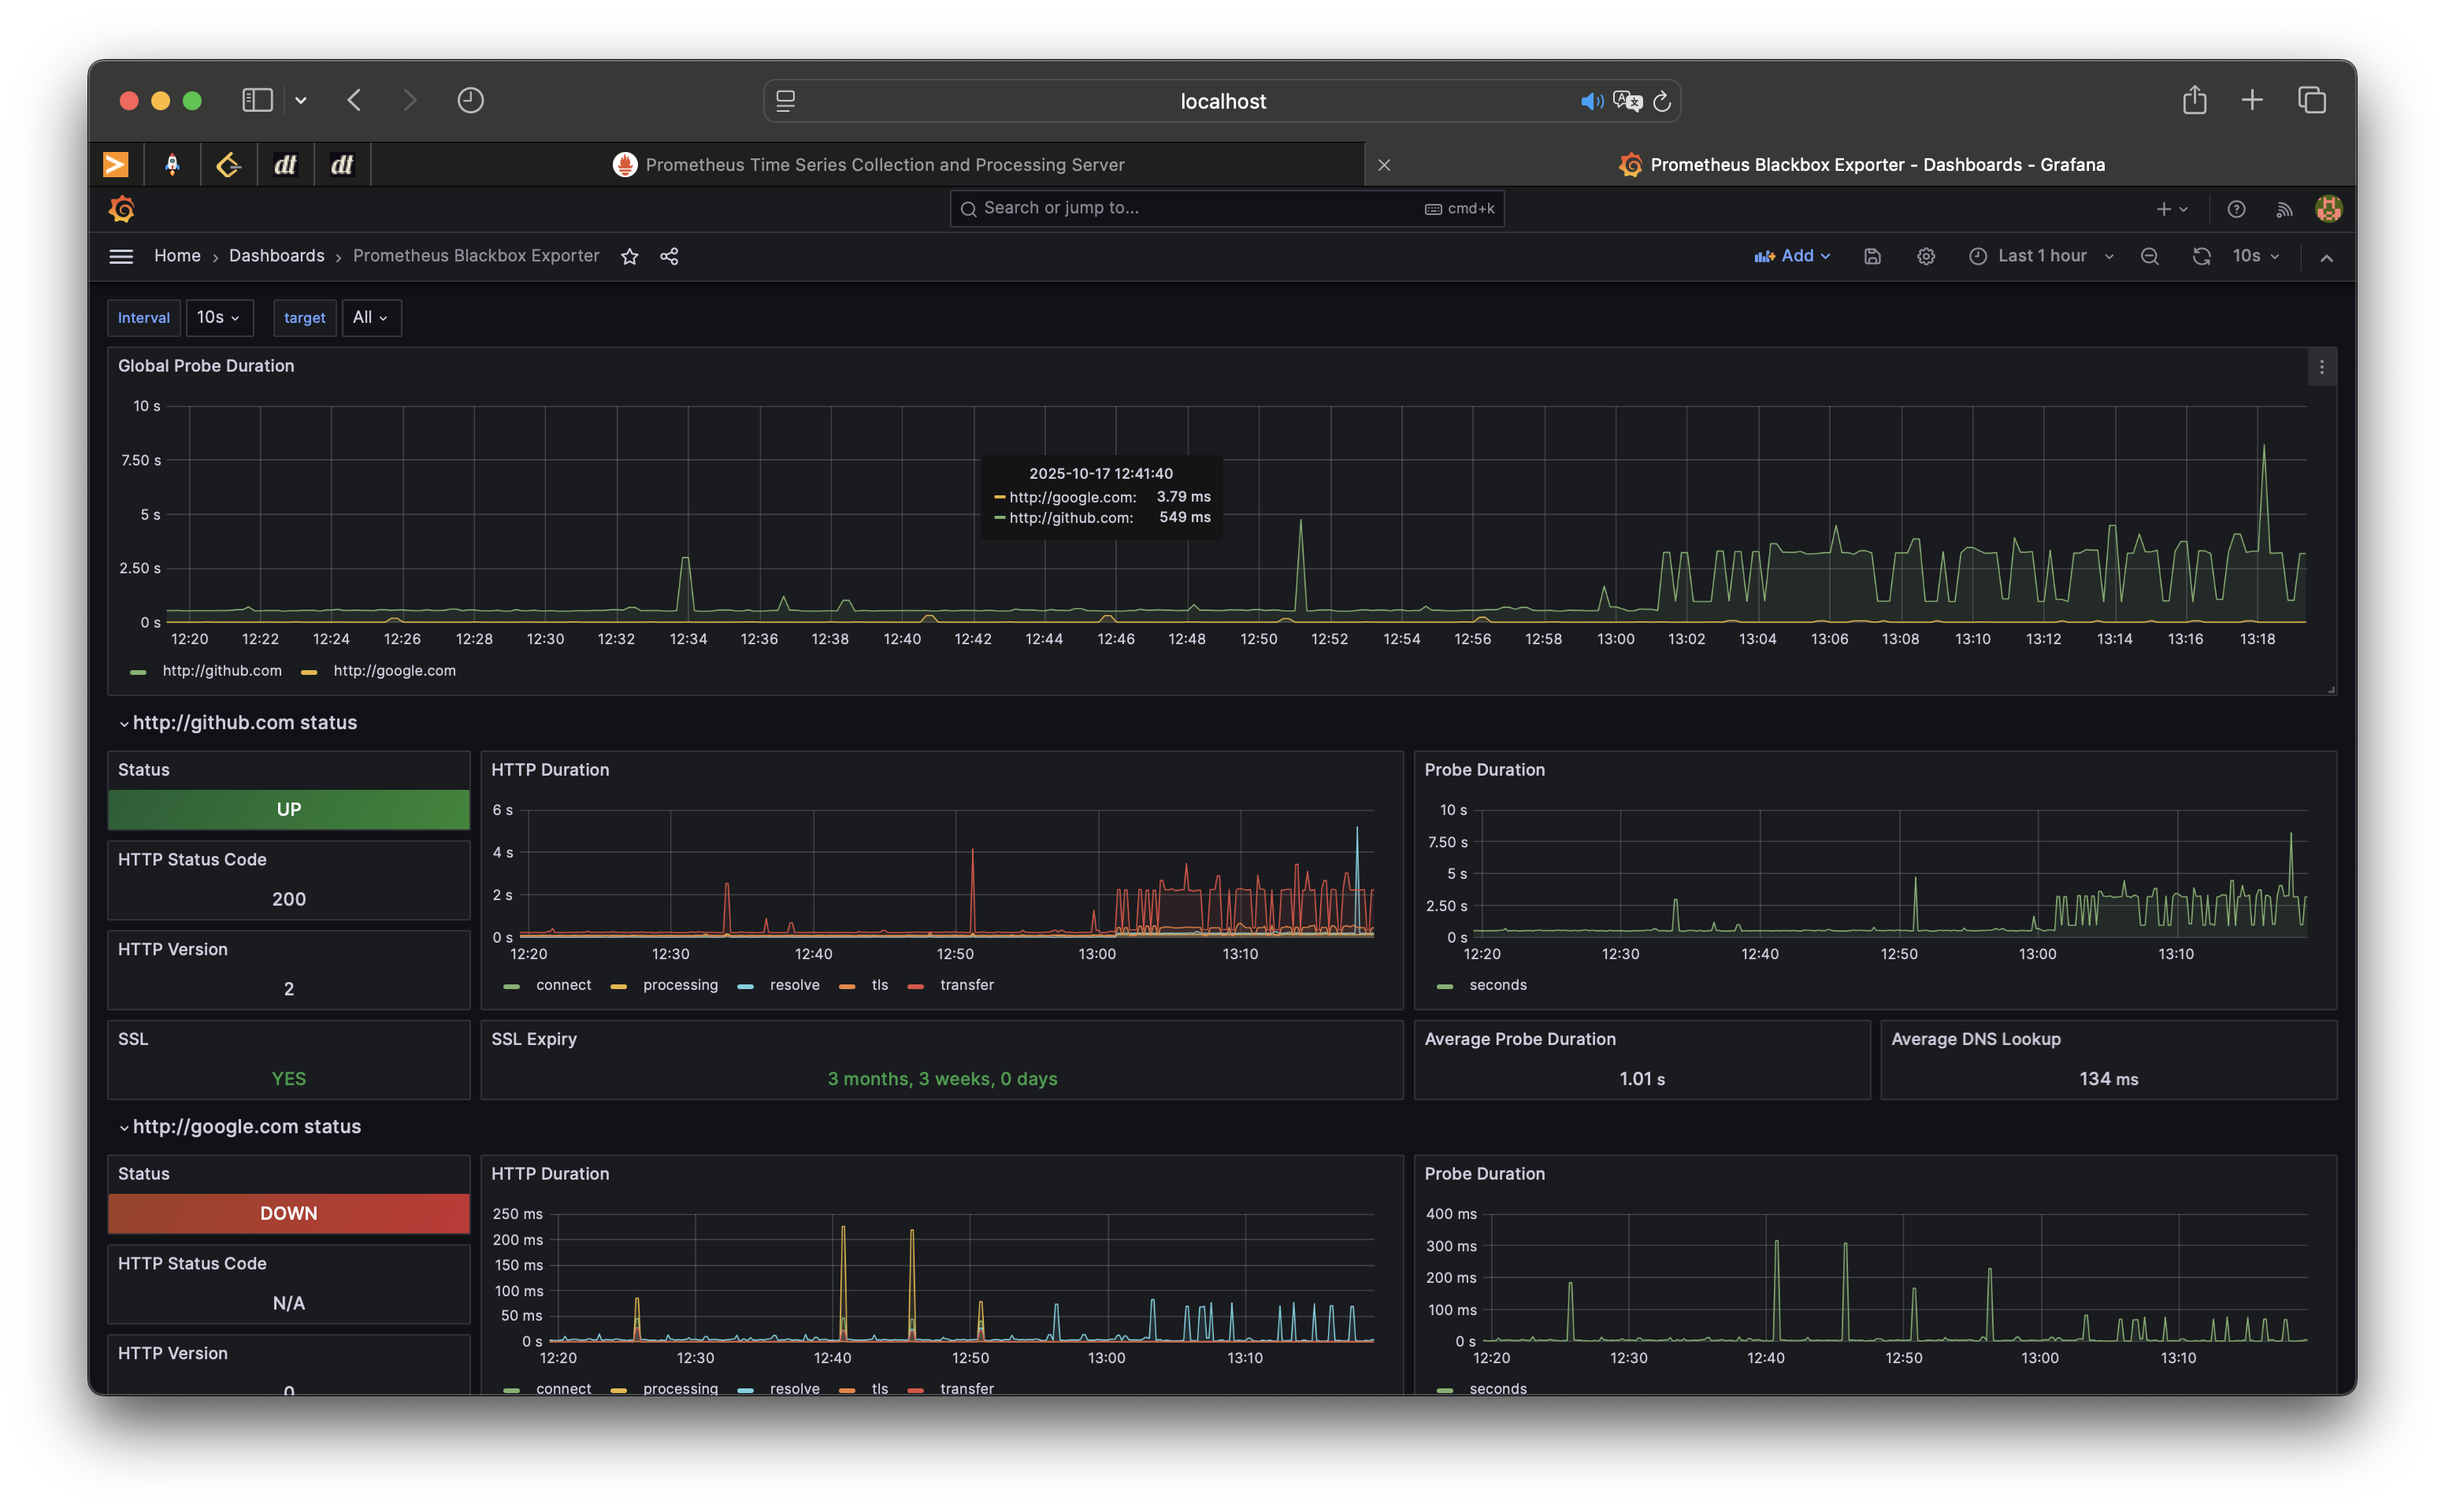 localhost
dt dt Prometheus Time Series Collection and Processing Server Prometheus Blackbox Exporter - Dashboards - Grafana
Search or jump to... cmd+k
Home › Dashboards › Prometheus Blackbox Exporter Add Last 1 hour 10s
Interval 10s target All
Global Probe Duration
10 s
7.50 s
5 s
2.50 s
0 s
2025-10-17 12:41:40
http://google.com: 3.79 ms
http://github.com: 549 ms
12:20 12:22 12:24 12:26 12:28 12:30 12:32 12:34 12:36 12:38 12:40 12:42 12:44 12:46 12:48 12:50 12:52 12:54 12:56 12:58 13:00 13:02 13:04 13:06 13:08 13:10 13:12 13:14 13:16 13:18
http://github.com http://google.com
http://github.com status
Status
UP
HTTP Status Code
200
HTTP Version
2
HTTP Duration
6 s
4 s
2 s
0 s
12:20 12:30 12:40 12:50 13:00 13:10
connect processing resolve tls transfer
Probe Duration
10 s
7.50 s
5 s
2.50 s
0 s
12:20 12:30 12:40 12:50 13:00 13:10
seconds
SSL
YES
SSL Expiry
3 months, 3 weeks, 0 days
Average Probe Duration
1.01 s
Average DNS Lookup
134 ms
http://google.com status
Status
DOWN
HTTP Status Code
N/A
HTTP Version
0
HTTP Duration
250 ms
200 ms
150 ms
100 ms
50 ms
0 s
12:20 12:30 12:40 12:50 13:00 13:10
connect processing resolve tls transfer
Probe Duration
400 ms
300 ms
200 ms
100 ms
0 s
12:20 12:30 12:40 12:50 13:00 13:10
seconds